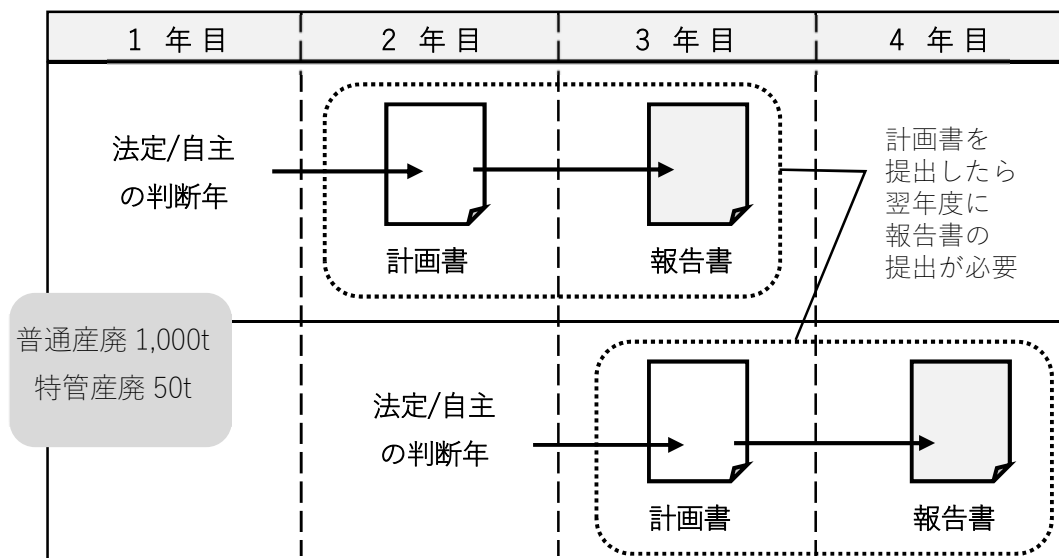 1 年目
2 年目
3 年目
4 年目
法定/自主
の判断年
計画書
報告書
計画書を
提出したら
翌年度に
報告書の
提出が必要
普通産廃 1,000t
特管産廃 50t
法定/自主
の判断年
計画書
報告書